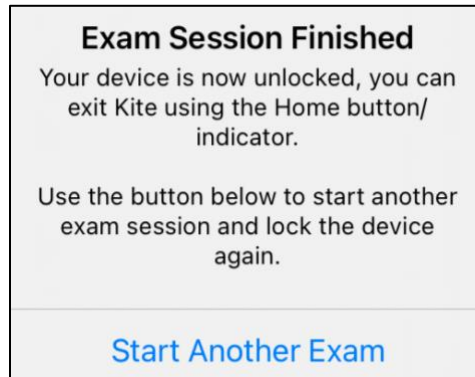 Exam Session Finished
Your device is now unlocked, you can
exit Kite using the Home button/
indicator.
Use the button below to start another
exam session and lock the device
again.
Start Another Exam